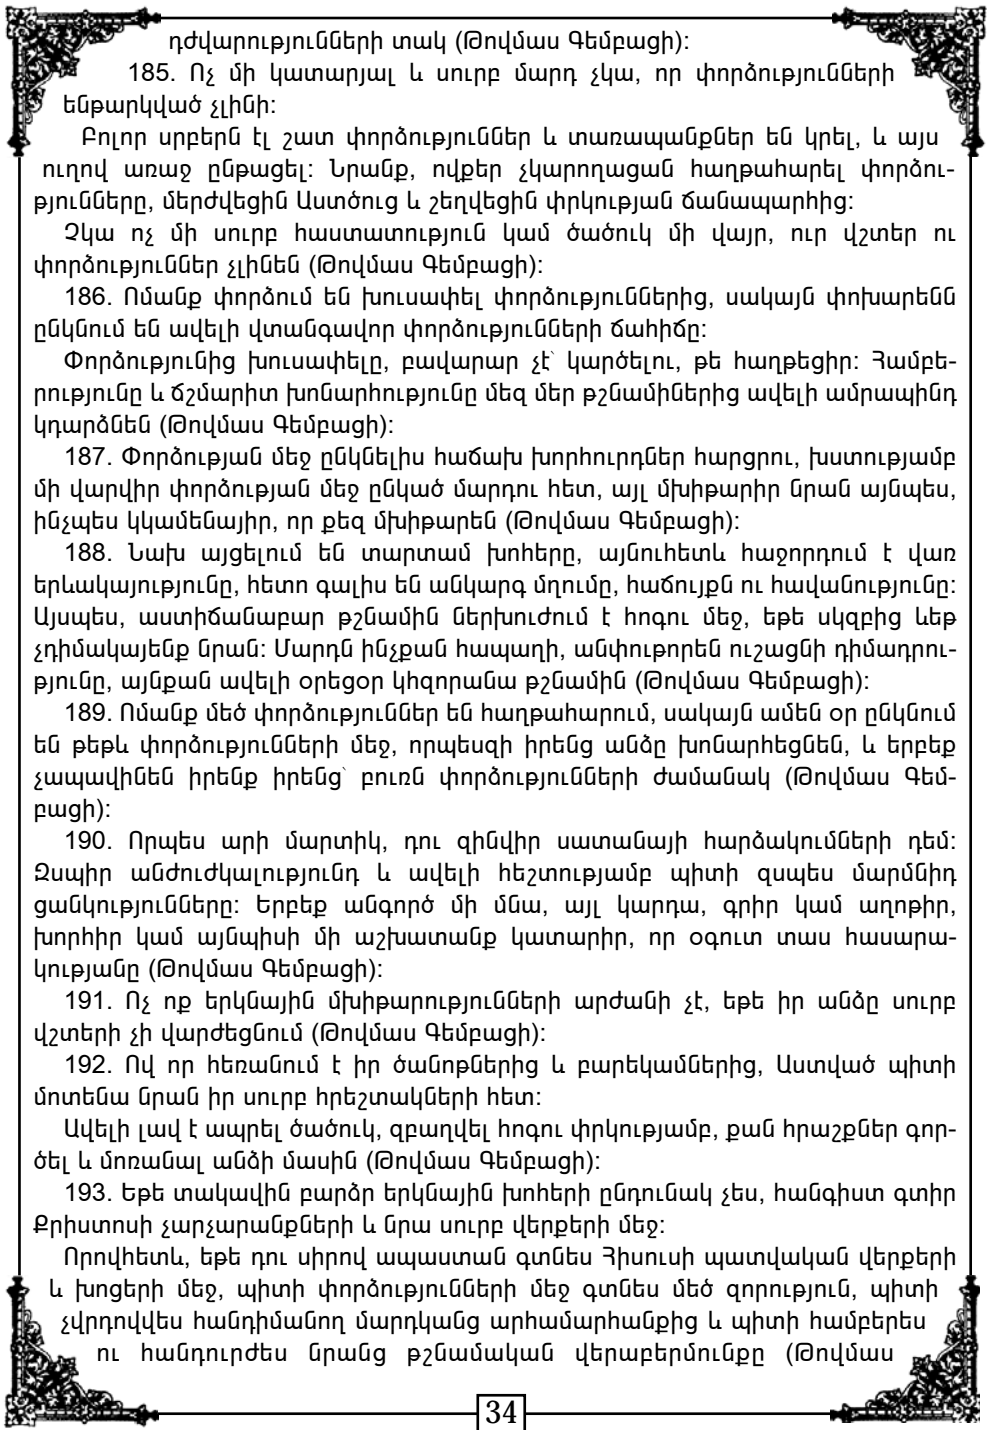 դժվարությունների տակ (Թովմաս Գեմբացի):
185. Ոչ մի կատարյալ և սուրբ մարդ չկա, որ փորձությունների
ենթարկված չլինի:
Բոլոր սրբերն էլ շատ փորձություններ և տառապանքներ են կրել, և այս
ուղով առաջ ընթացել: Նրանք, ովքեր չկարողացան հաղթահարել փորձու-
թյունները, մերժվեցին Աստծուց և շեղվեցին փրկության ճանապարհից:
Չկա ոչ մի սուրբ հաստատություն կամ ծածուկ մի վայր, ուր վշտեր ու
փորձություններ չլինեն (Թովմաս Գեմբացի):
186. Ոմանք փորձում են խուսափել փորձություններից, սակայն փոխարենն
ընկնում են ավելի վտանգավոր փորձությունների ճահիճը:
Փորձությունից խուսափելը, բավարար չէ՝ կարծելու, թե հաղթեցիր: Համբե-
րությունը և ճշմարիտ խոնարհությունը մեզ մեր թշնամիներից ավելի ամրապինդ
կդարձնեն (Թովմաս Գեմբացի):
187. Փորձության մեջ ընկնելիս հաճախ խորհուրդներ հարցրու, խստությամբ
մի վարվիր փորձության մեջ ընկած մարդու հետ, այլ մխիթարիր նրան այնպես,
ինչպես կկամենայիր, որ քեզ մխիթարեն (Թովմաս Գեմբացի):
188. Նախ այցելում են տարտամ խոհերը, այնուհետև հաջորդում է վառ
երևակայությունը, հետո գալիս են անկարգ մղումը, հաճույքն ու հավանությունը:
Այսպես, աստիճանաբար թշնամին ներխուժում է հոգու մեջ, եթե սկզբից ևեթ
չդիմակայենք նրան: Մարդն ինչքան հապաղի, անփութորեն ուշացնի դիմադրու-
թյունը, այնքան ավելի օրեցօր կհզորանա թշնամին (Թովմաս Գեմբացի):
189. Ոմանք մեծ փորձություններ են հաղթահարում, սակայն ամեն օր ընկնում
են թեթև փորձությունների մեջ, որպեսզի իրենց անձը խոնարհեցնեն, և երբեք
չապավինեն իրենք իրենց՝ բուռն փորձությունների ժամանակ (Թովմաս Գեմ-
բացի):
190. Որպես արի մարտիկ, դու զինվիր սատանայի հարձակումների դեմ:
Զսպիր անժուժկալությունդ և ավելի հեշտությամբ պիտի զսպես մարմնիդ
ցանկությունները: Երբեք անգործ մի մնա, այլ կարդա, գրիր կամ աղոթիր,
խորհիր կամ այնպիսի մի աշխատանք կատարիր, որ օգուտ տաս հասարա-
կությանը (Թովմաս Գեմբացի):
191. Ոչ ոք երկնային մխիթարությունների արժանի չէ, եթե իր անձը սուրբ
վշտերի չի վարժեցնում (Թովմաս Գեմբացի):
192. Ով որ հեռանում է իր ծանոթներից և բարեկամներից, Աստված պիտի
մոտենա նրան իր սուրբ հրեշտակների հետ:
Ավելի լավ է ապրել ծածուկ, զբաղվել հոգու փրկությամբ, քան հրաշքներ գոր-
ծել և մոռանալ անձի մասին (Թովմաս Գեմբացի):
193. Եթե տակավին բարձր երկնային խոհերի ընդունակ չես, հանգիստ գտիր
Քրիստոսի չարչարանքների և նրա սուրբ վերքերի մեջ:
Որովհետև, եթե դու սիրով ապաստան գտնես Հիսուսի պատվական վերքերի
և խոցերի մեջ, պիտի փորձությունների մեջ գտնես մեծ զորություն, պիտի
չվրդովվես հանդիմանող մարդկանց արհամարհանքից և պիտի համբերես
ու հանդուրժես նրանց թշնամական վերաբերմունքը (Թովմաս
34